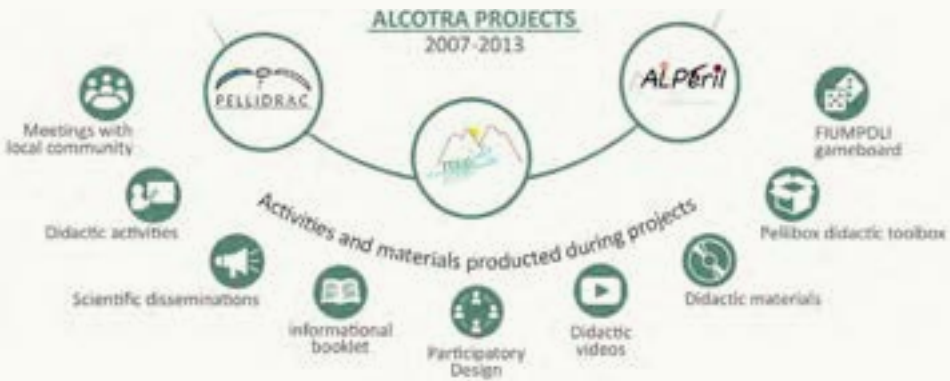 ALCOTRA PROJECTS
2007-2013
PELLIDRAC
ALPeril
Meetings with
local community
FIUMPOLI
gameboard
Didactic activities
Pellibox didactic toolbox
Activities and materials producted during projects
Scientific disseminations
Didactic materials
informational
booklet
Participatory
Design
Didactic
videos